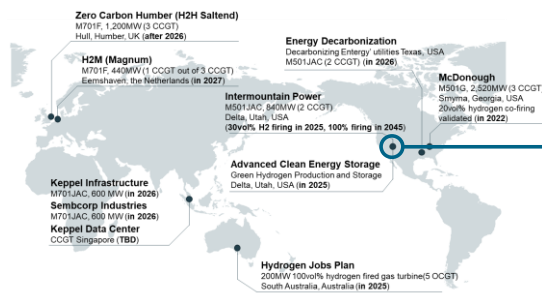 Zero Carbon Humber (H2H Saltend)
M701F, 1,200MW (3 CCGT)
Hull, Humber, UK (after 2026)
H2M (Magnum)
M701F, 440MW (1 CCGT out of 3 CCGT)
Eemshaven, the Netherlands (in 2027)
Energy Decarbonization
Decarbonizing Entergy' utilities Texas, USA
M501JAC (2 CCGT) (in 2026)
McDonough
M501G, 2,520MW (3 CCGT)
Smyrna, Georgia, USA
20vol% hydrogen co-firing
validated (in 2022)
Intermountain Power
M501JAC, 840MW (2 CCGT)
Delta, Utah, USA
(30vol% H2 firing in 2025, 100% firing in 2045)
Advanced Clean Energy Storage
Green Hydrogen Production and Storage
Delta, Utah, USA (in 2025)
Keppel Infrastructure
M701JAC, 600 MW (in 2026)
Sembcorp Industries
M701JAC, 600 MW (in 2026)
Keppel Data Center
CCGT Singapore (TBD)
Hydrogen Jobs Plan
200MW 100vol% hydrogen fired gas turbine(5 OCGT)
South Australia, Australia (in 2025)